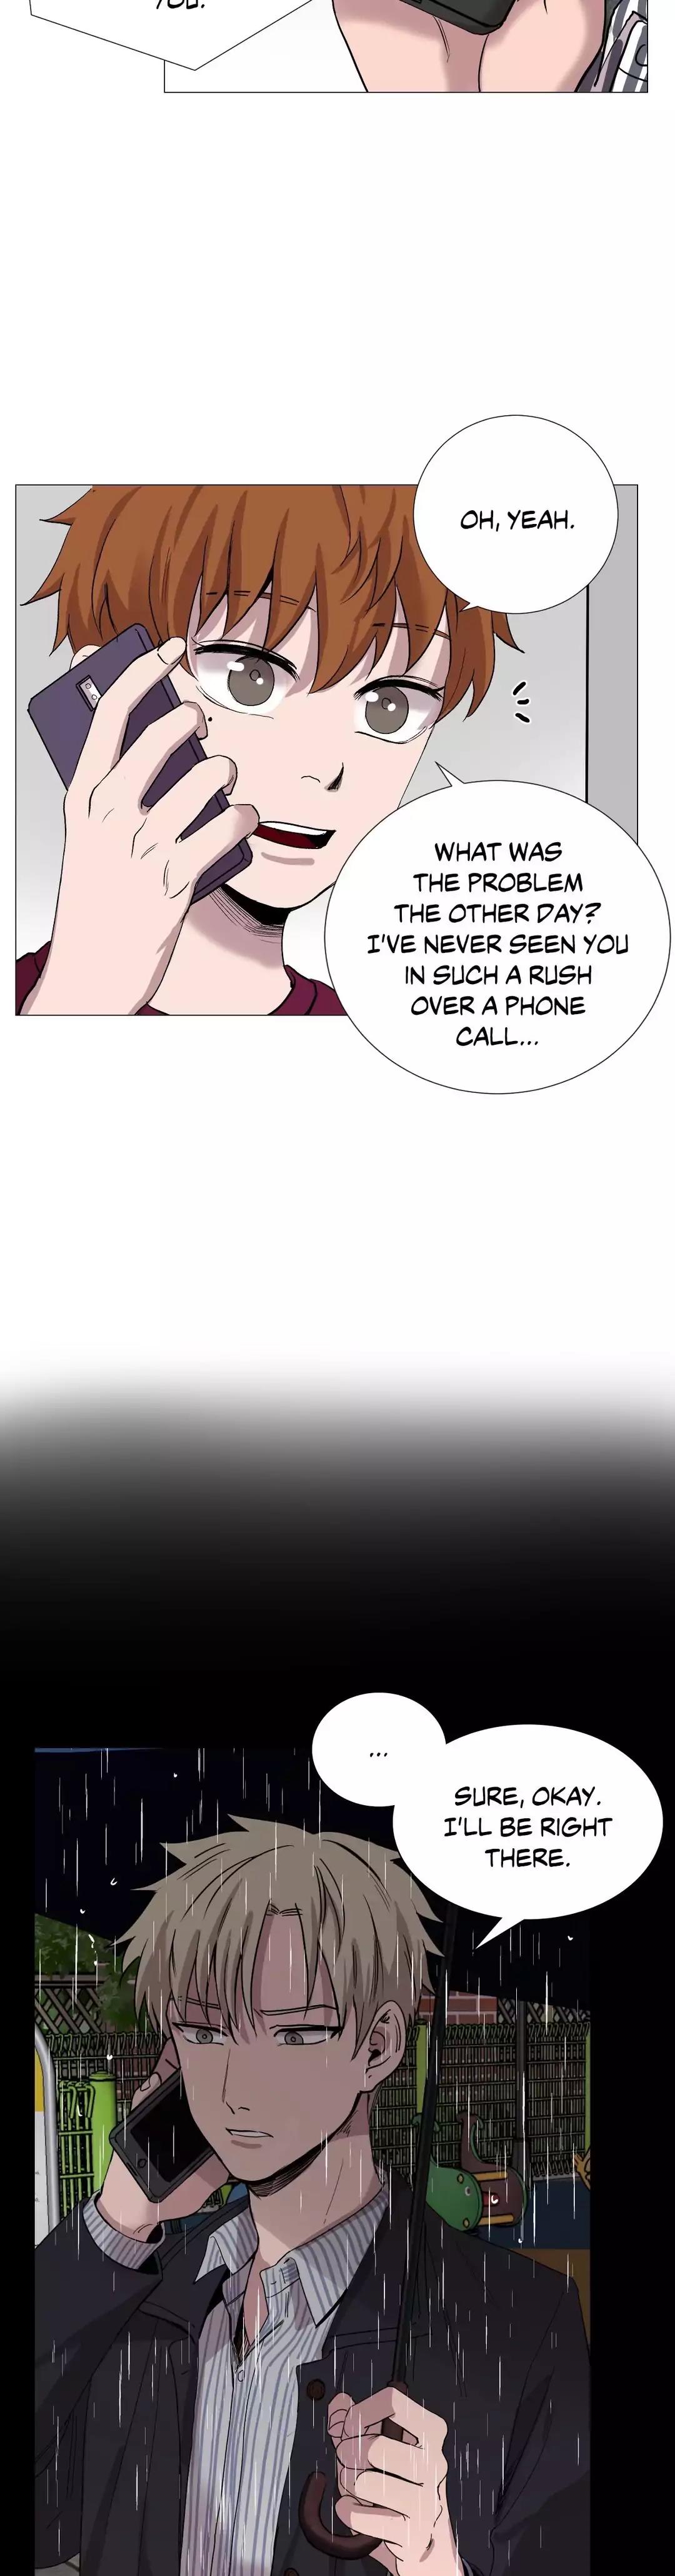 YOU.
OH, YEAH.
WHAT WAS
THE PROBLEM
THE OTHER DAY?
I'VE NEVER SEEN YOU
IN SUCH A RUSH
OVER A PHONE
CALL...
...
SURE, OKAY.
I'LL BE RIGHT
THERE.